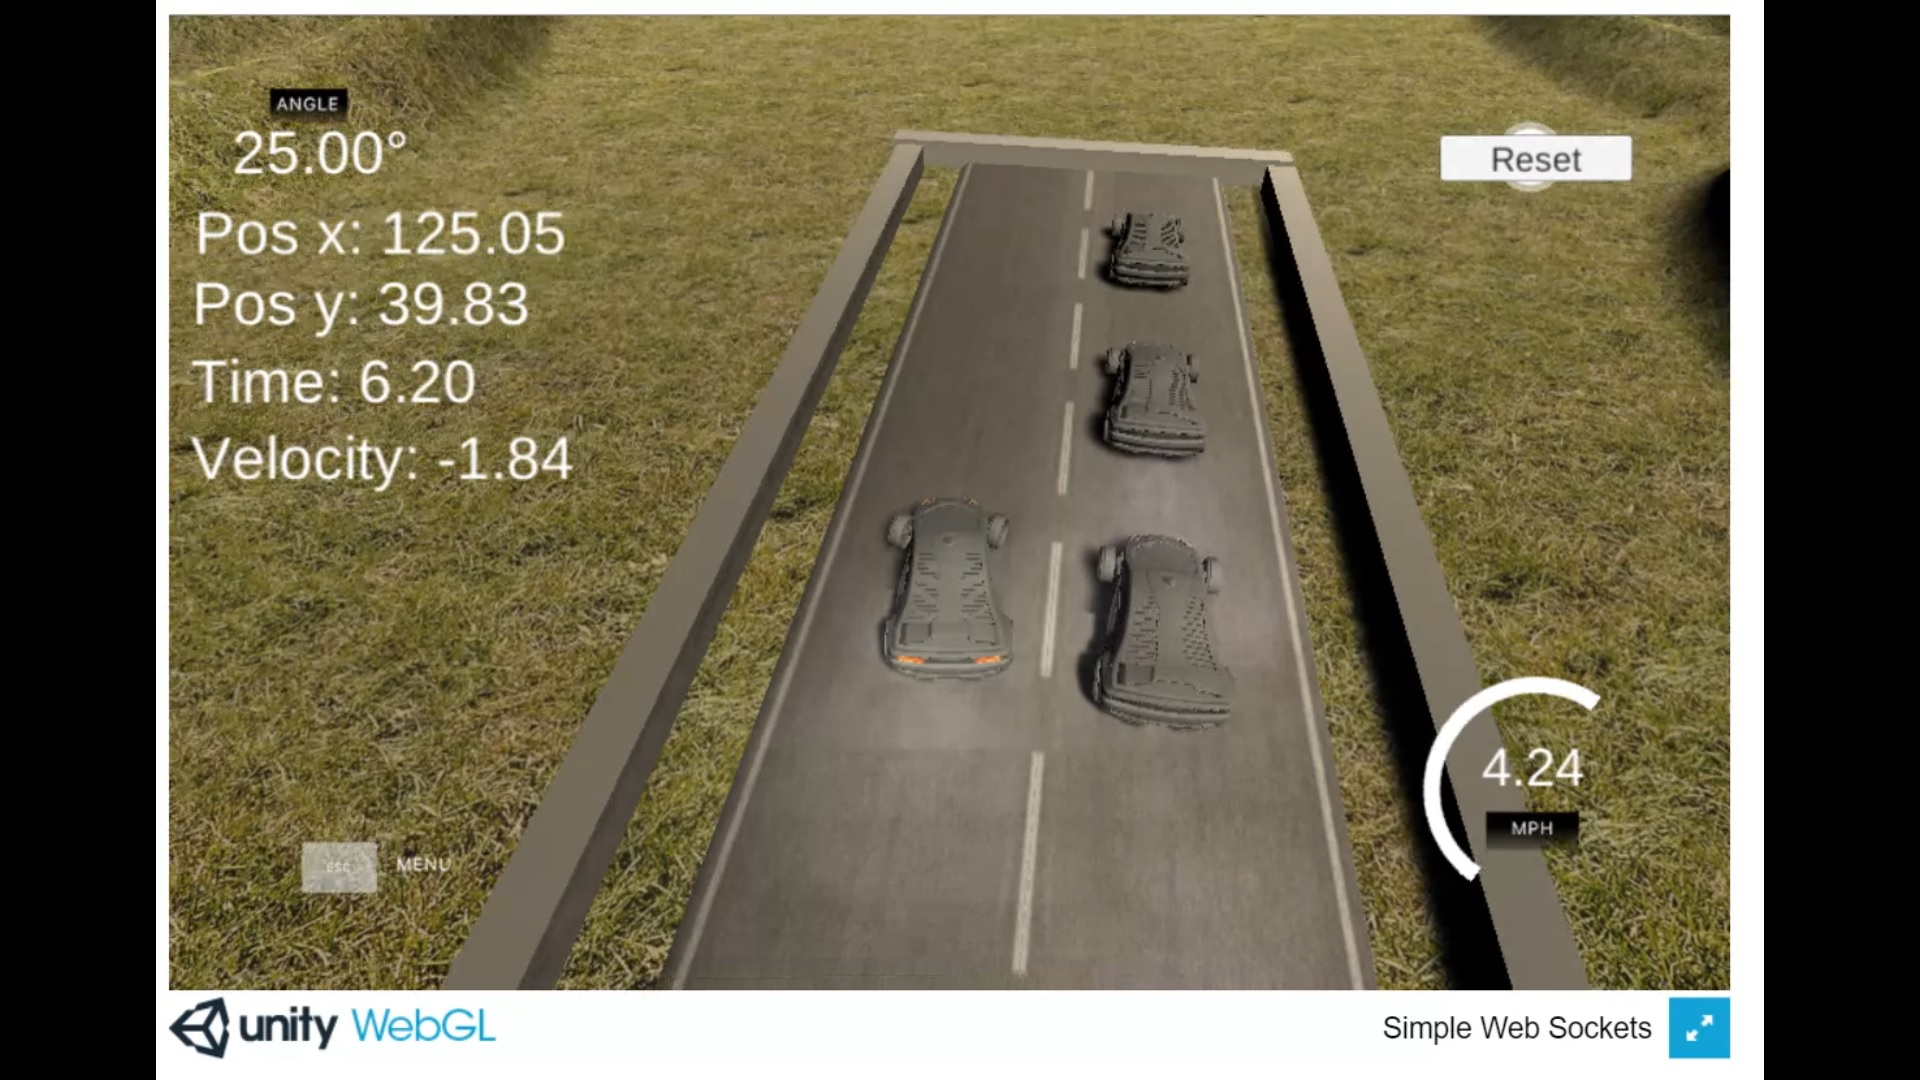 ANGLE
25.00°
Reset
Pos x: 125.05
Pos y: 39.83
Time: 6.20
Velocity: -1.84
4.24
MPH
ESC MENU
unity WebGL
Simple Web Sockets